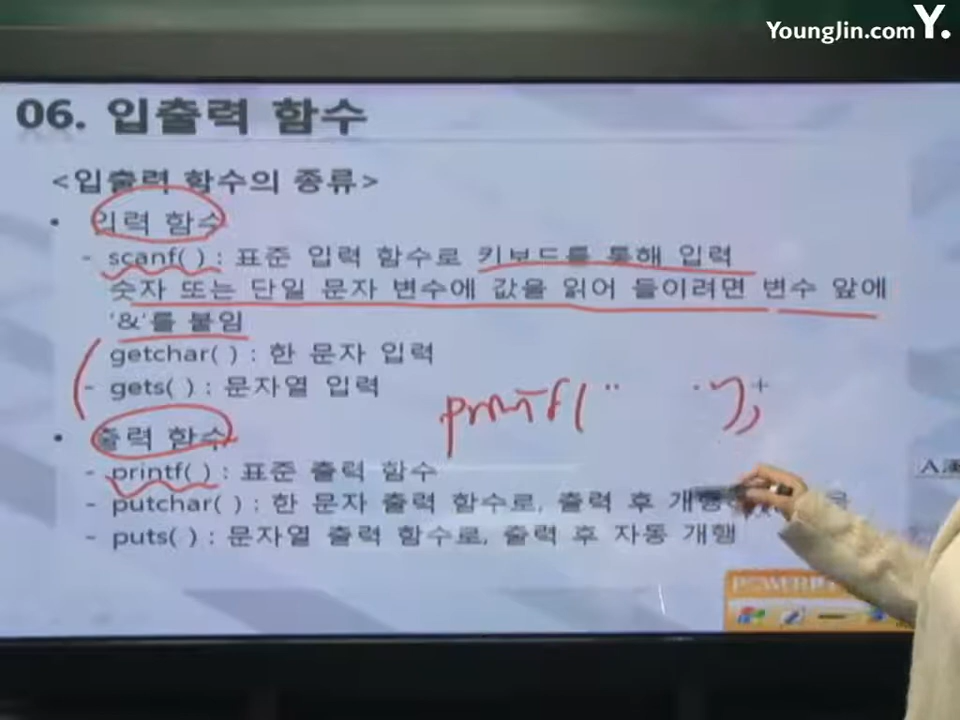 YoungJin.com Y.
06. 입출력 함수
<입출력 함수의 종류>
• 입력 함수
- scanf( ) : 표준 입력 함수로 키보드를 통해 입력
숫자 또는 단일 문자 변수에 값을 읽어 들이려면 변수 앞에
'&'를 붙임
getchar( ) : 한 문자 입력
- gets( ) : 문자열 입력
printf(" ");
• 출력 함수
- printf( ) : 표준 출력 함수
- putchar( ) : 한 문자 출력 함수로, 출력 후 개행
- puts( ) : 문자열 출력 함수로, 출력 후 자동 개행